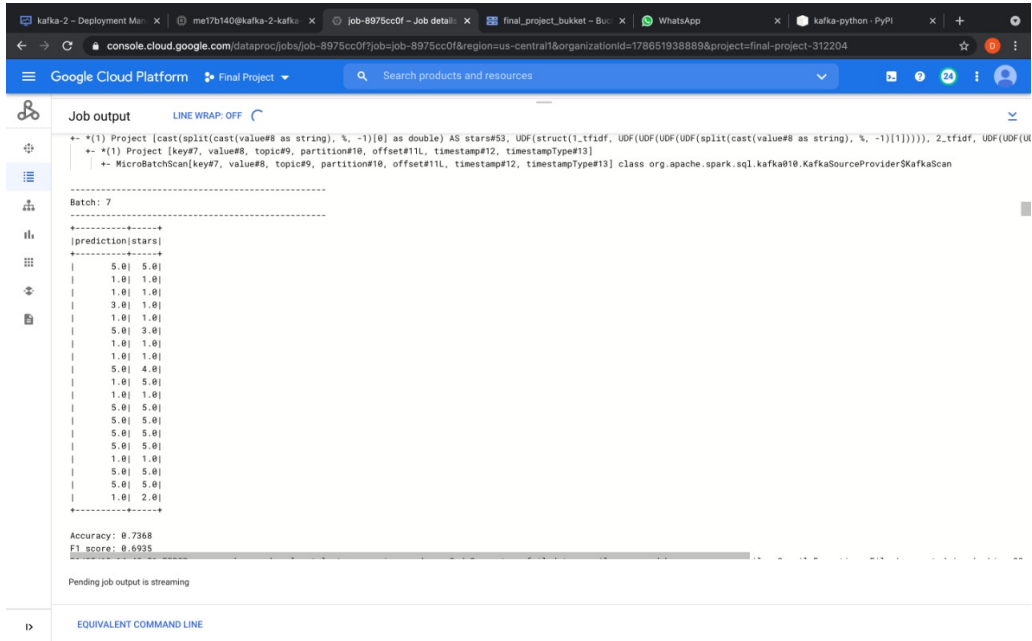 kafka-2 – Deployment Man
me17b140@kafka-2-kafka-
job-8975cc0f – Job details
final_project_bukket – Buc
WhatsApp
kafka-python · PyPI
console.cloud.google.com/dataproc/jobs/job-8975cc0f?job=job-8975cc0f&region=us-central1&organizationId=178651938889&project=final-project-312204
D
Google Cloud Platform
Final Project
Search products and resources
24
Job output
LINE WRAP: OFF
+- *(1) Project [cast(split(cast(value#8 as string), %, -1)[0] as double) AS stars#53, UDF(struct(1_tfidf, UDF(UDF(UDF(UDF(split(cast(value#8 as string), %, -1)[1])))), 2_tfidf, UDF(UDF(UD
+- *(1) Project [key#7, value#8, topic#9, partition#10, offset#11L, timestamp#12, timestampType#13]
+- MicroBatchScan[key#7, value#8, topic#9, partition#10, offset#11L, timestamp#12, timestampType#13] class org.apache.spark.sql.kafka010.KafkaSourceProvider$KafkaScan
-------------------------------------------
Batch: 7
-------------------------------------------
+----------+-----+
|prediction|stars|
+----------+-----+
|       5.0|  5.0|
|       1.0|  1.0|
|       1.0|  1.0|
|       3.0|  1.0|
|       1.0|  1.0|
|       5.0|  3.0|
|       1.0|  1.0|
|       1.0|  1.0|
|       5.0|  4.0|
|       1.0|  5.0|
|       1.0|  1.0|
|       5.0|  5.0|
|       5.0|  5.0|
|       5.0|  5.0|
|       5.0|  5.0|
|       1.0|  1.0|
|       5.0|  5.0|
|       5.0|  5.0|
|       1.0|  2.0|
+----------+-----+
Accuracy: 0.7368
F1 score: 0.6935
Pending job output is streaming
EQUIVALENT COMMAND LINE